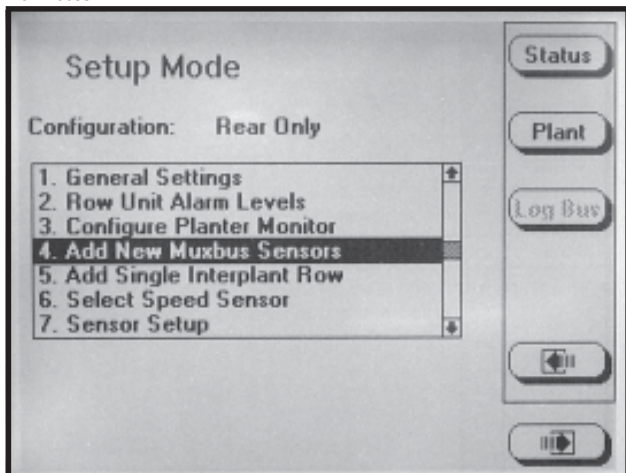 Setup Mode
Configuration: Rear Only
1. General Settings
2. Row Unit Alarm Levels
3. Configure Planter Monitor
4. Add New Muxbus Sensors
5. Add Single Interplant Row
6. Select Speed Sensor
7. Sensor Setup
Status
Plant
Log Bus